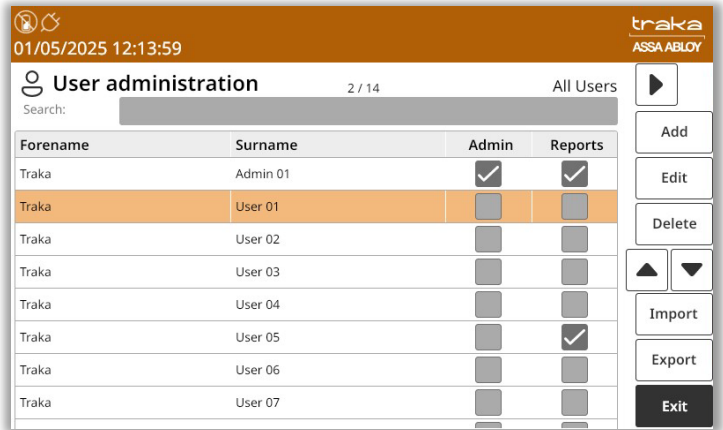 traka
01/05/2025 12:13:59
ASSA ABLOY
User administration 2 / 14 All Users
Search:
Forename Surname Admin Reports
Traka Admin 01
Traka User 01
Traka User 02
Traka User 03
Traka User 04
Traka User 05
Traka User 06
Traka User 07
Add
Edit
Delete
Import
Export
Exit